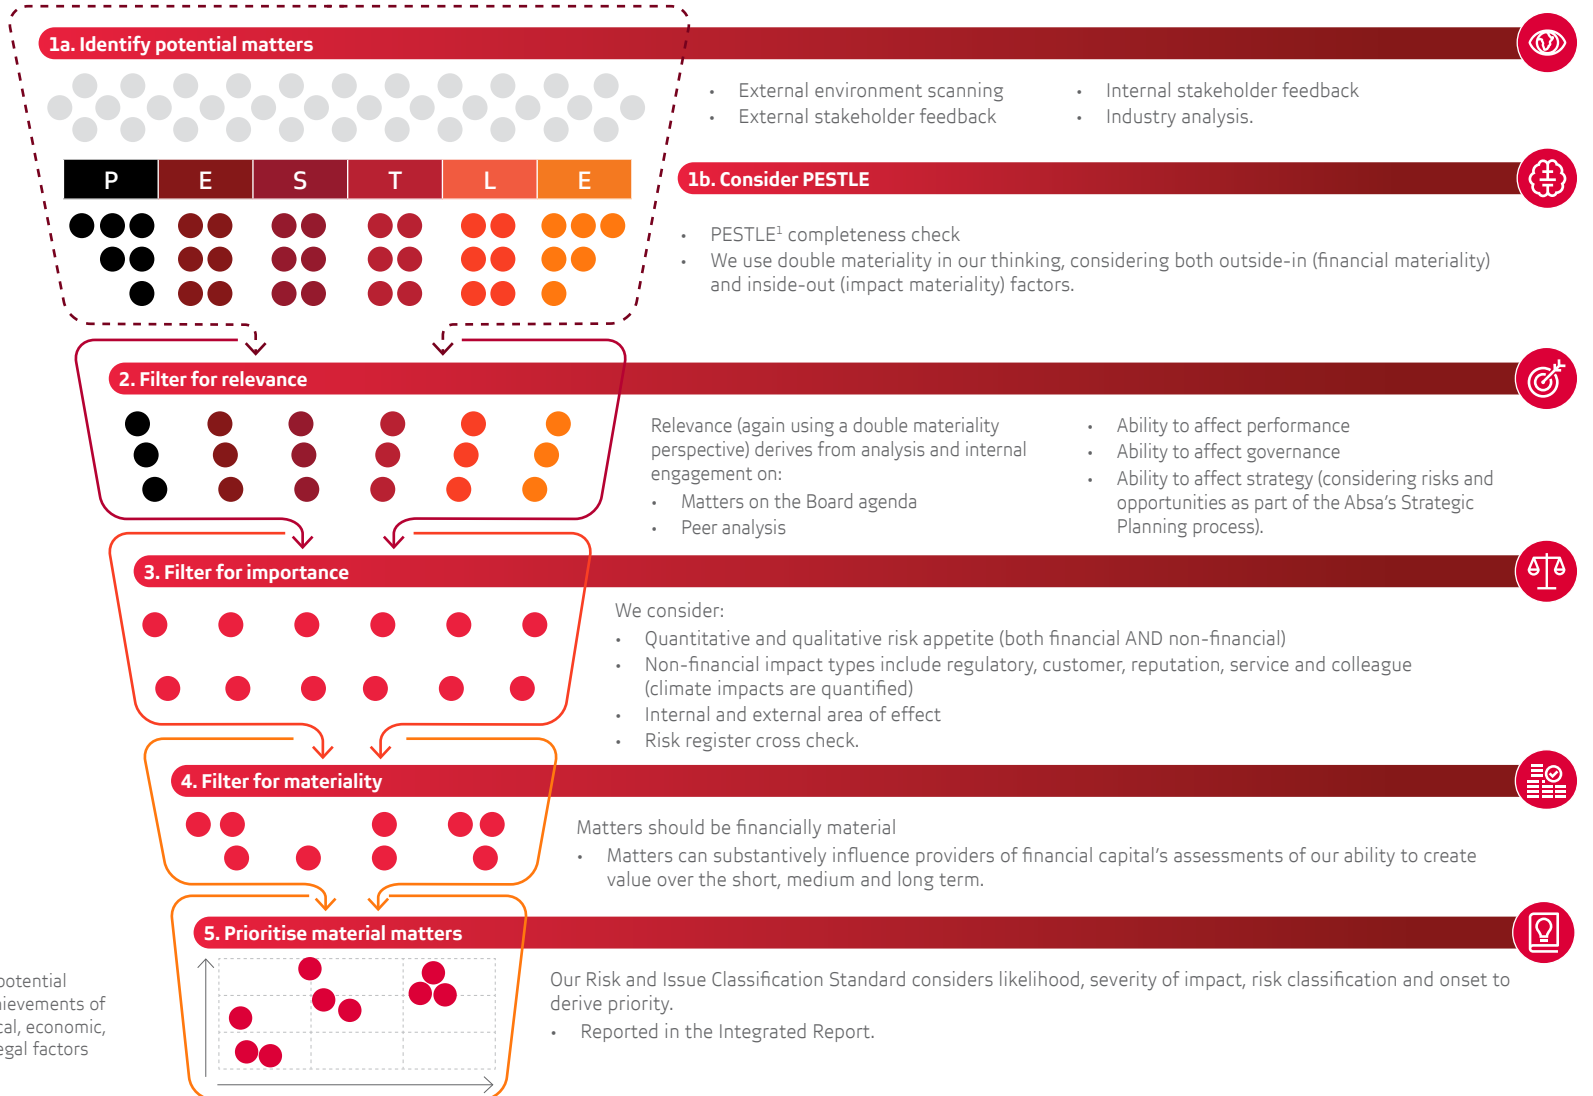 1a. Identify potential matters
• External environment scanning
• External stakeholder feedback
• Internal stakeholder feedback
• Industry analysis.
P E S T L E
1b. Consider PESTLE
• PESTLE¹ completeness check
• We use double materiality in our thinking, considering both outside-in (financial materiality)
and inside-out (impact materiality) factors.
2. Filter for relevance
Relevance (again using a double materiality
perspective) derives from analysis and internal
engagement on:
• Matters on the Board agenda
• Peer analysis
• Ability to affect performance
• Ability to affect governance
• Ability to affect strategy (considering risks and
opportunities as part of the Absa's Strategic
Planning process).
3. Filter for importance
We consider:
• Quantitative and qualitative risk appetite (both financial AND non-financial)
• Non-financial impact types include regulatory, customer, reputation, service and colleague
(climate impacts are quantified)
• Internal and external area of effect
• Risk register cross check.
4. Filter for materiality
Matters should be financially material
• Matters can substantively influence providers of financial capital's assessments of our ability to create
value over the short, medium and long term.
5. Prioritise material matters
Our Risk and Issue Classification Standard considers likelihood, severity of impact, risk classification and onset to
derive priority.
• Reported in the Integrated Report.
potential
of
economic,
factors